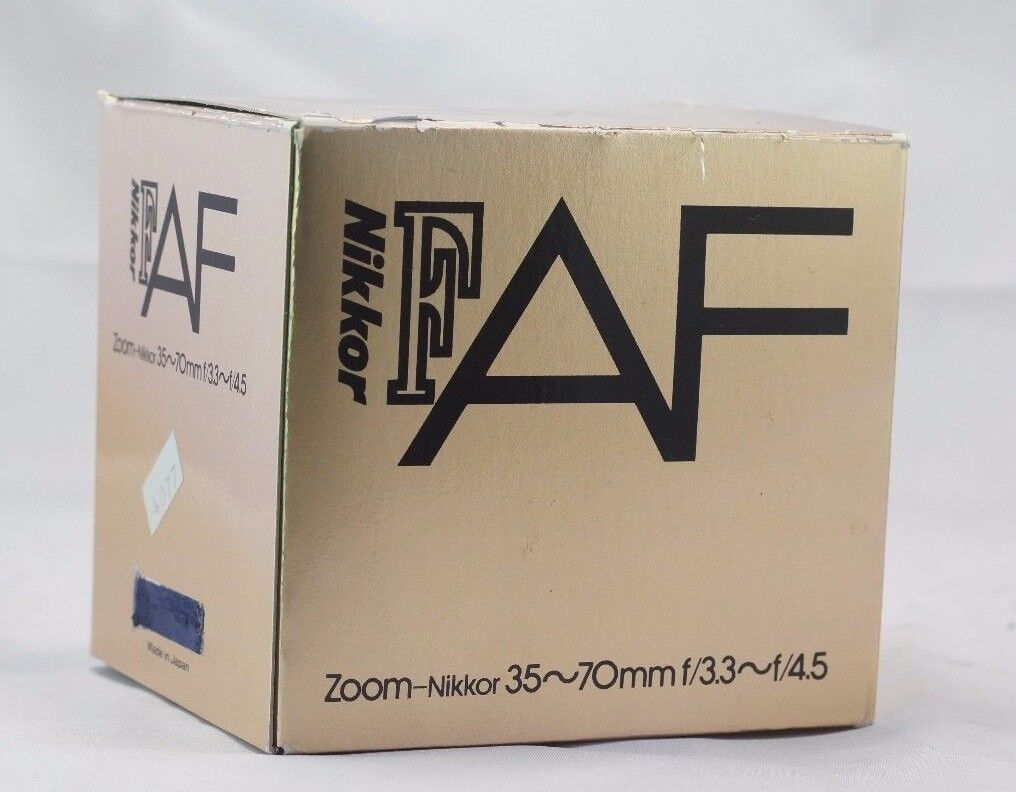 Nikkor
AF
Zoom-Nikkor 35~70mm f/3.3~f/4.5
4077
Made in Japan
Nikkor
AF
Zoom-Nikkor 35~70mm f/3.3~f/4.5